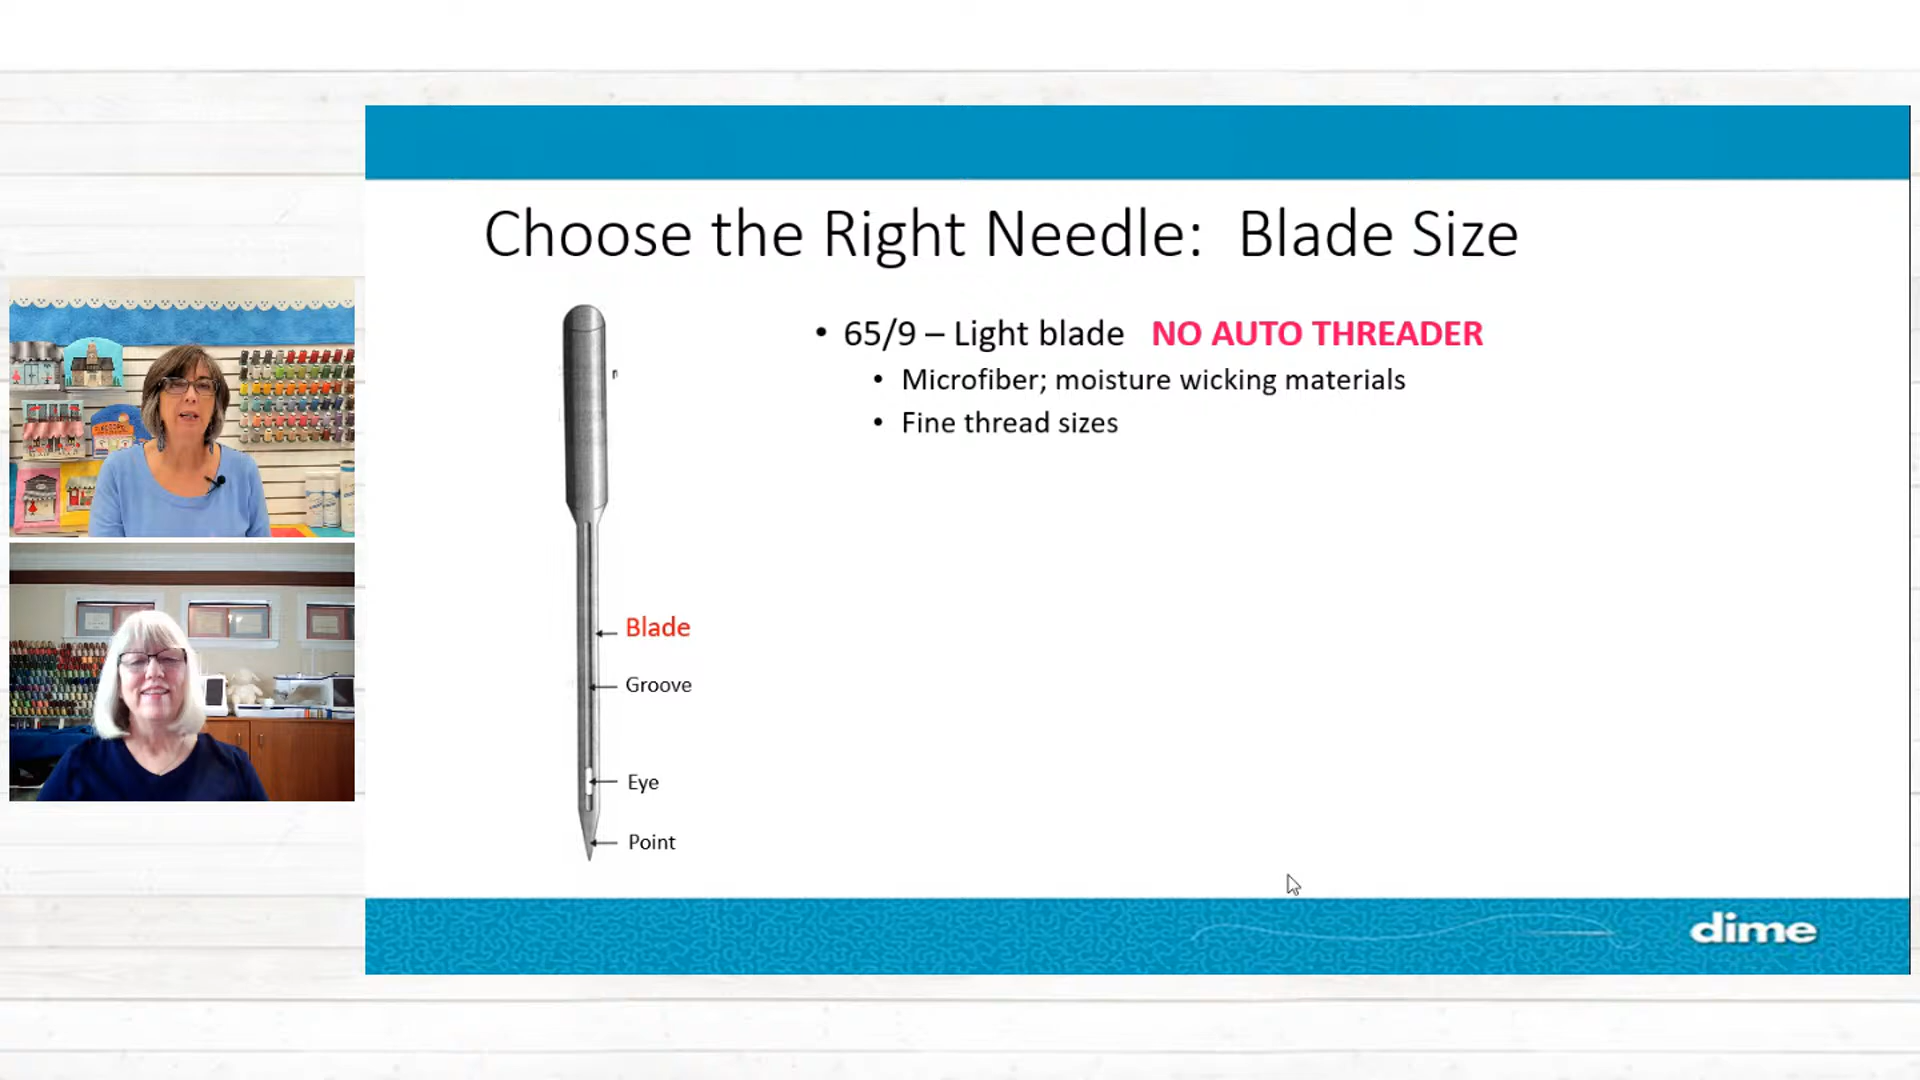 Choose the Right Needle: Blade Size
• 65/9 – Light blade NO AUTO THREADER
• Microfiber; moisture wicking materials
• Fine thread sizes
Blade
Groove
Eye
Point
dime